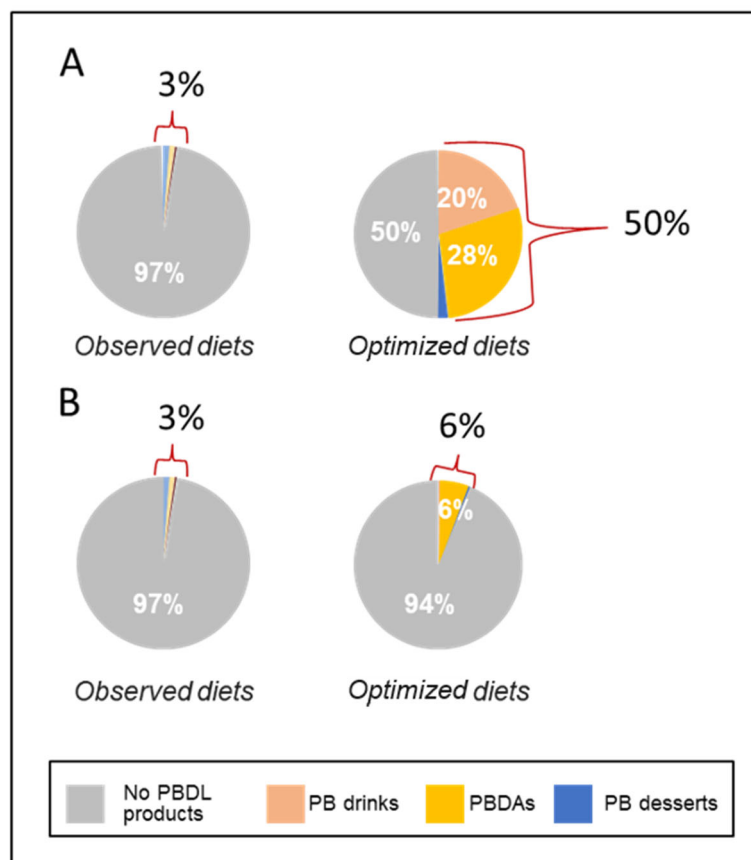 A
3%
97%
Observed diets
20%
50%
28%
50%
Optimized diets
B
3%
97%
Observed diets
6%
6%
94%
Optimized diets
No PBDL
products
PB drinks
PBDAs
PB desserts